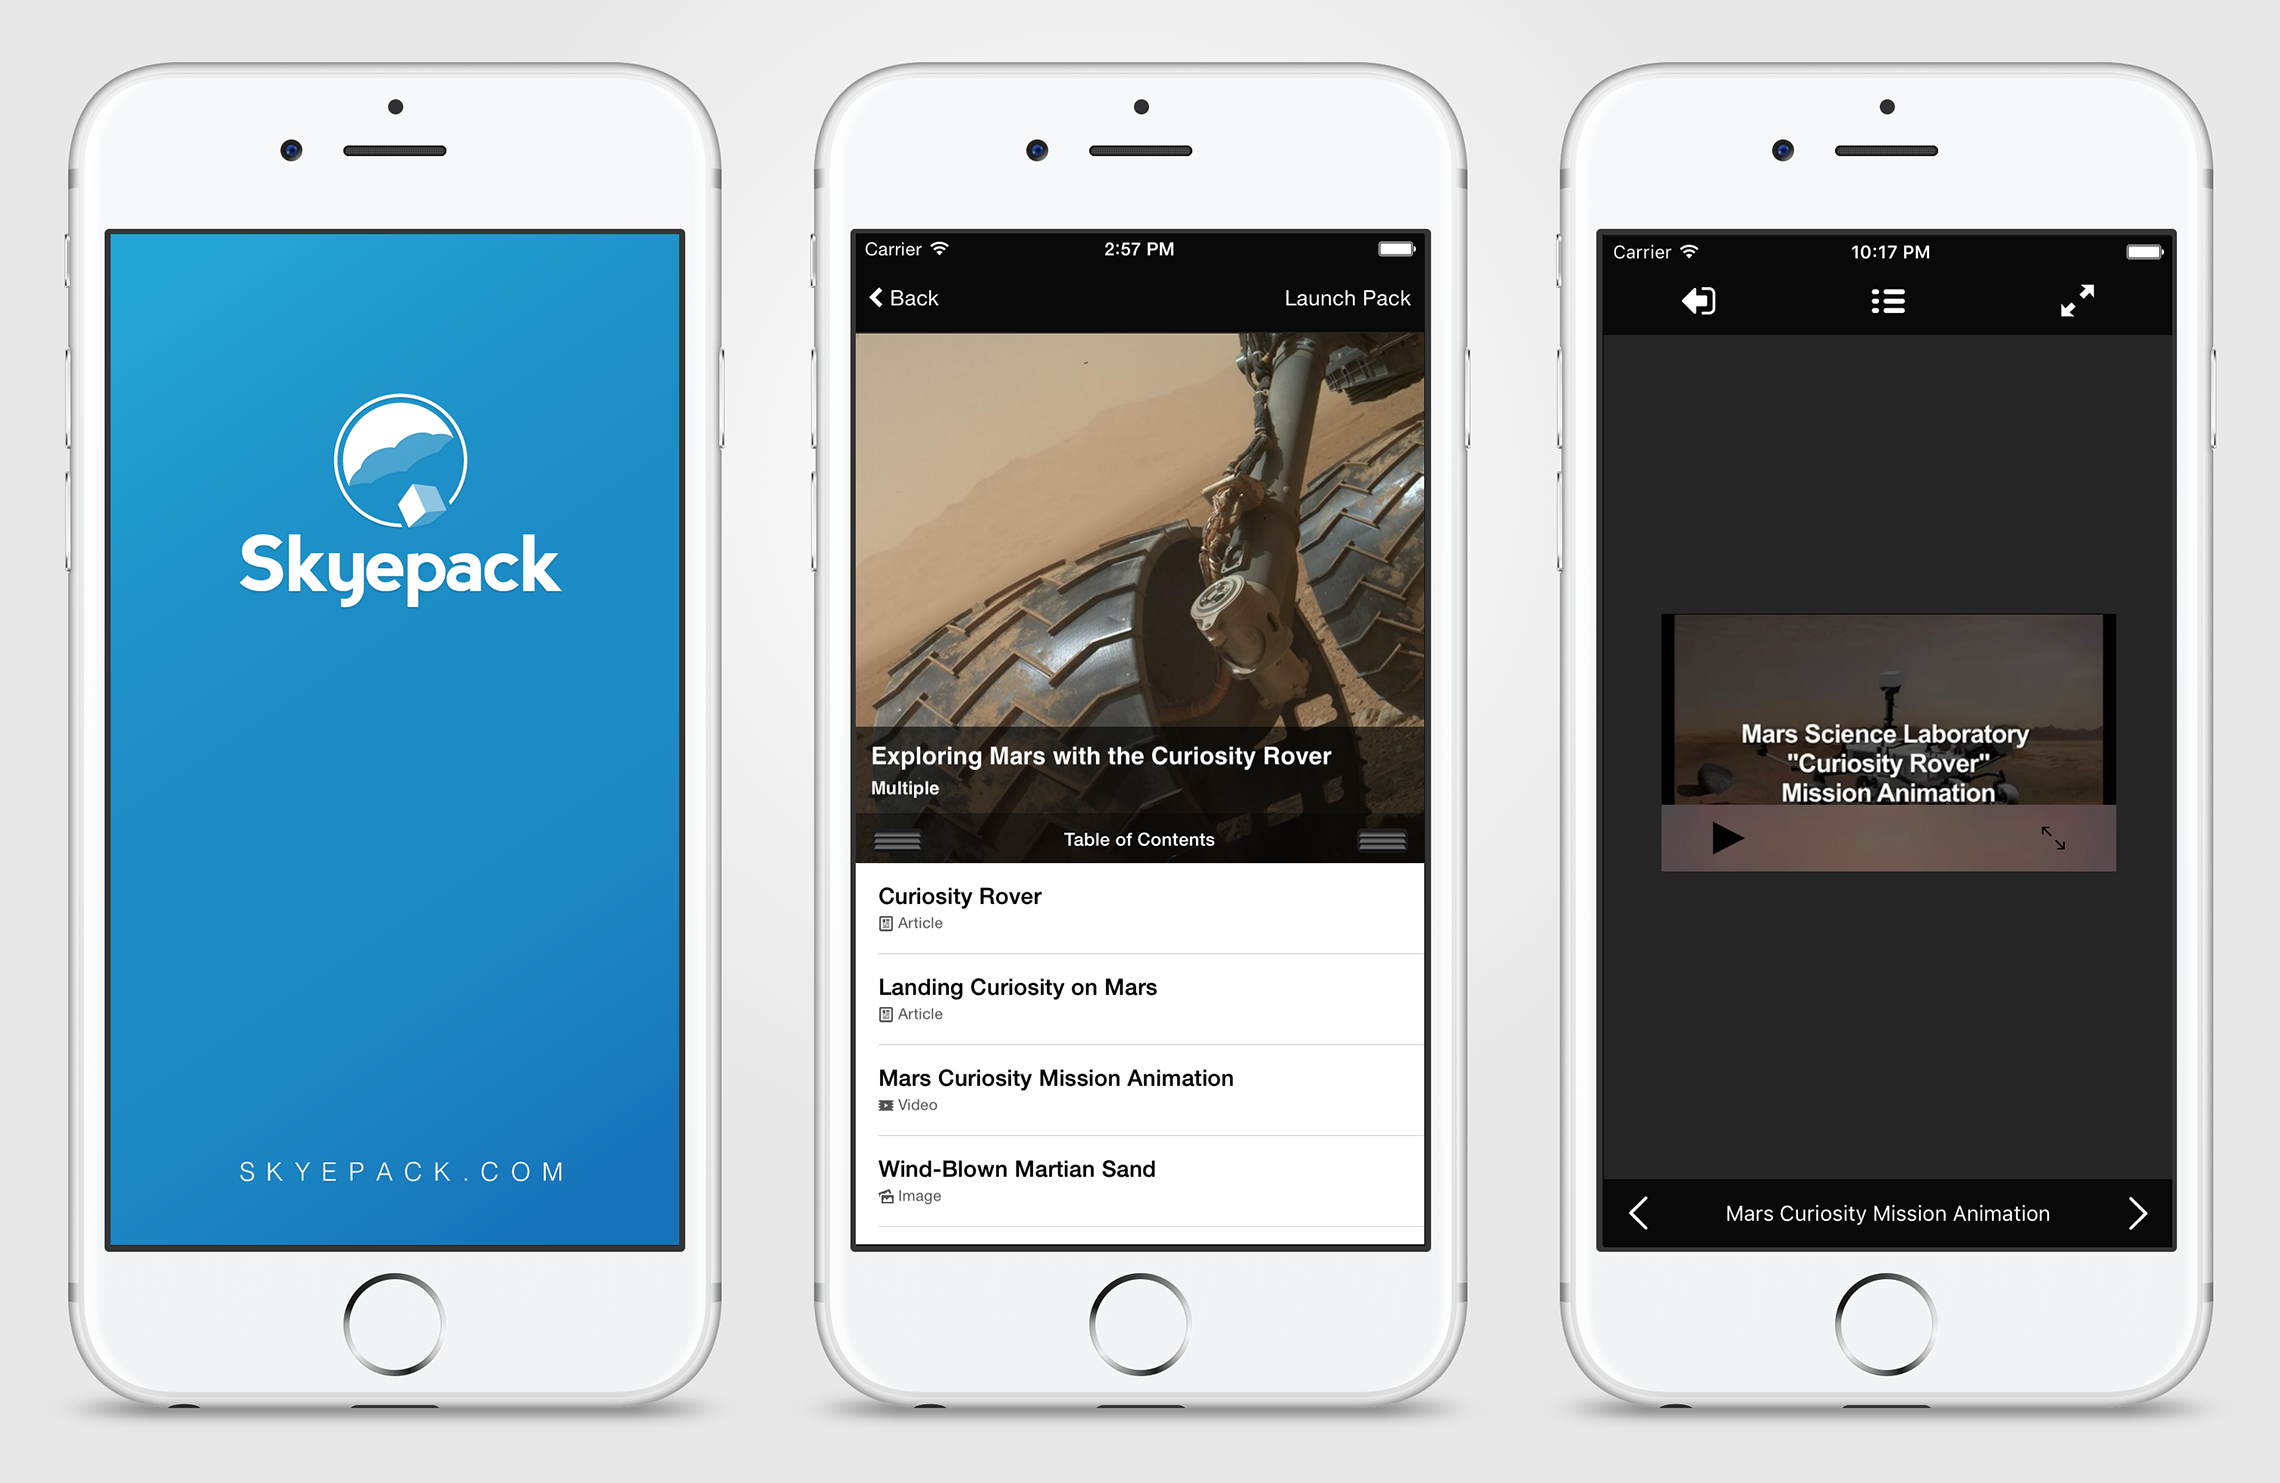 Skyepack
SKYEPACK.COM
Carrier 2:57 PM
Back Launch Pack
Exploring Mars with the Curiosity Rover
Multiple
Table of Contents
Curiosity Rover
Article
Landing Curiosity on Mars
Article
Mars Curiosity Mission Animation
Video
Wind-Blown Martian Sand
Image
Carrier 10:17 PM
Mars Science Laboratory
"Curiosity Rover"
Mission Animation
Mars Curiosity Mission Animation